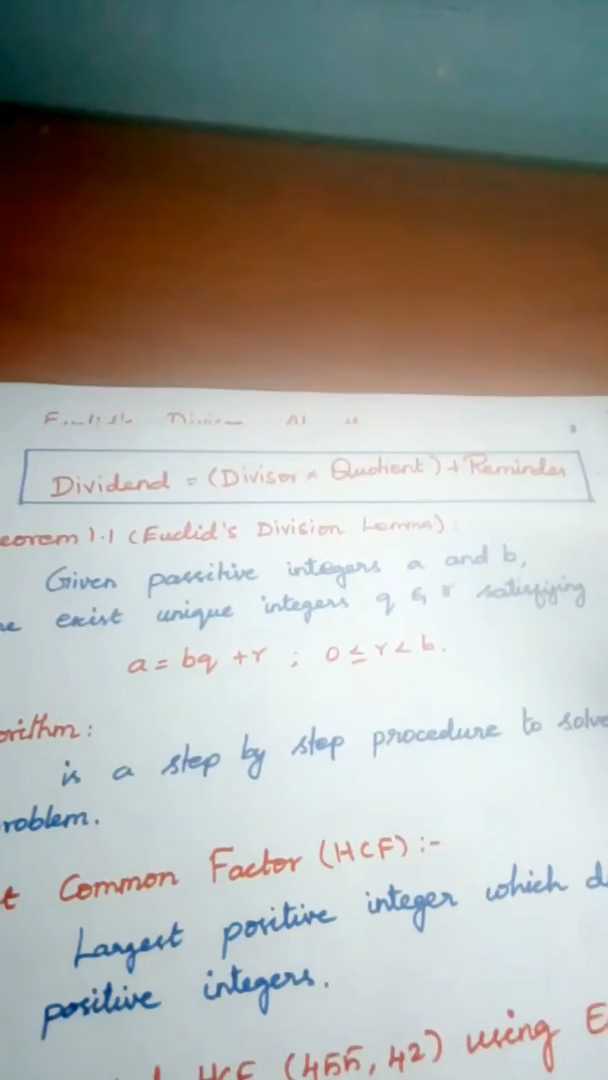 Dividend = (Divisor × Quotient) + Reminder
eorem 1.1 (Euclid's Division Lemma):
Given passitive integers a and b,
re exist unique integers q & r satisfying
a = bq + r ; 0 ≤ r < b.
orithm:
is a step by step procedure to solve
roblem.
t Common Factor (HCF) :-
Largest positive integer which d
positive integers.
HCF (455, 42) using E